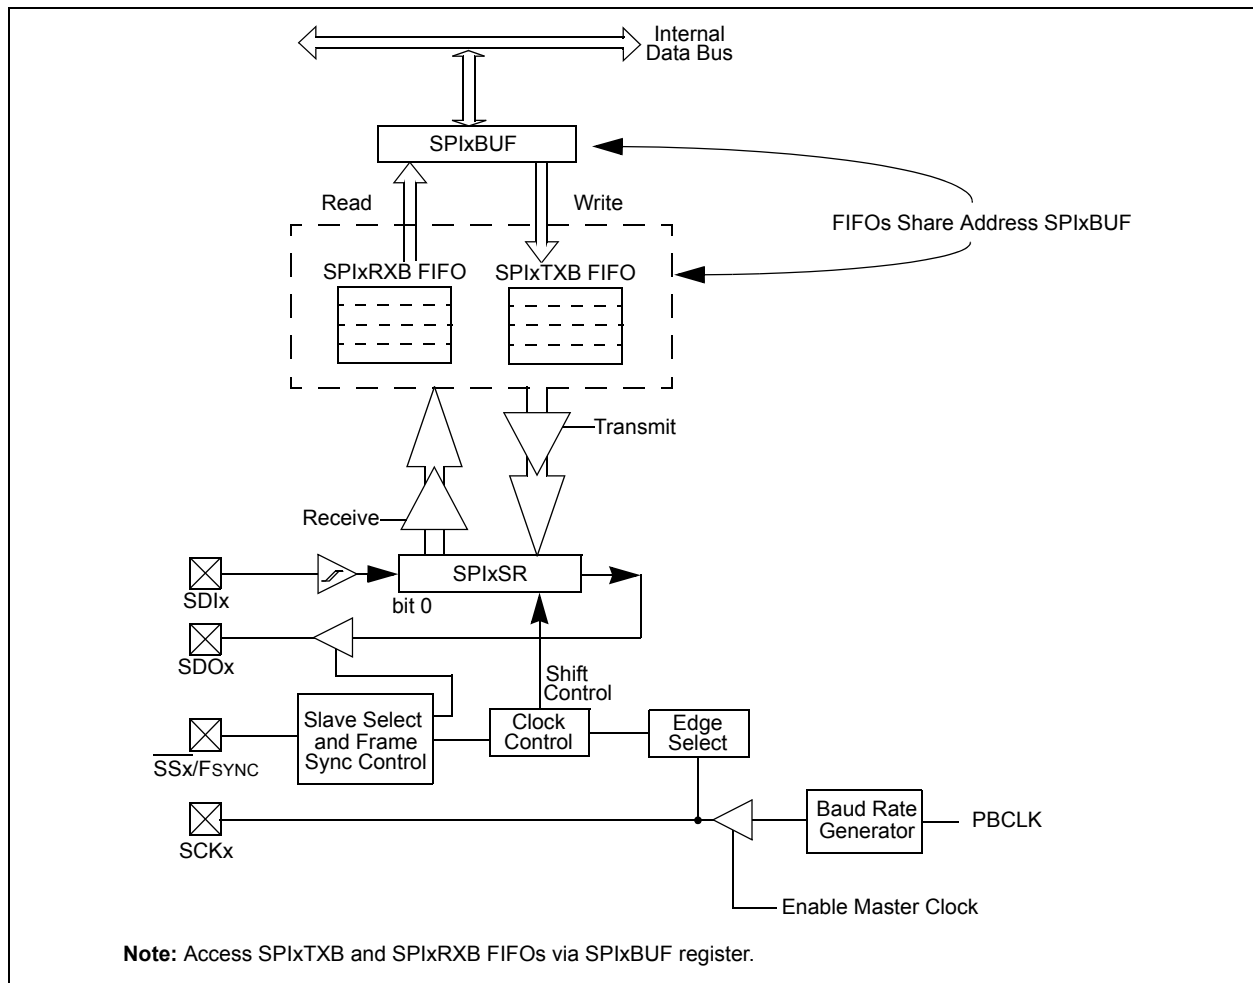 Internal
Data Bus
SPIxBUF
Read
Write
FIFOs Share Address SPIxBUF
SPIxRXB FIFO
SPIxTXB FIFO
Transmit
Receive
SPIxSR
SDIx
bit 0
SDOx
Shift
Control
Slave Select
and Frame
Sync Control
Clock
Control
Edge
Select
SSx/FSYNC
Baud Rate
Generator
PBCLK
SCKx
Enable Master Clock
Note: Access SPIxTXB and SPIxRXB FIFOs via SPIxBUF register.